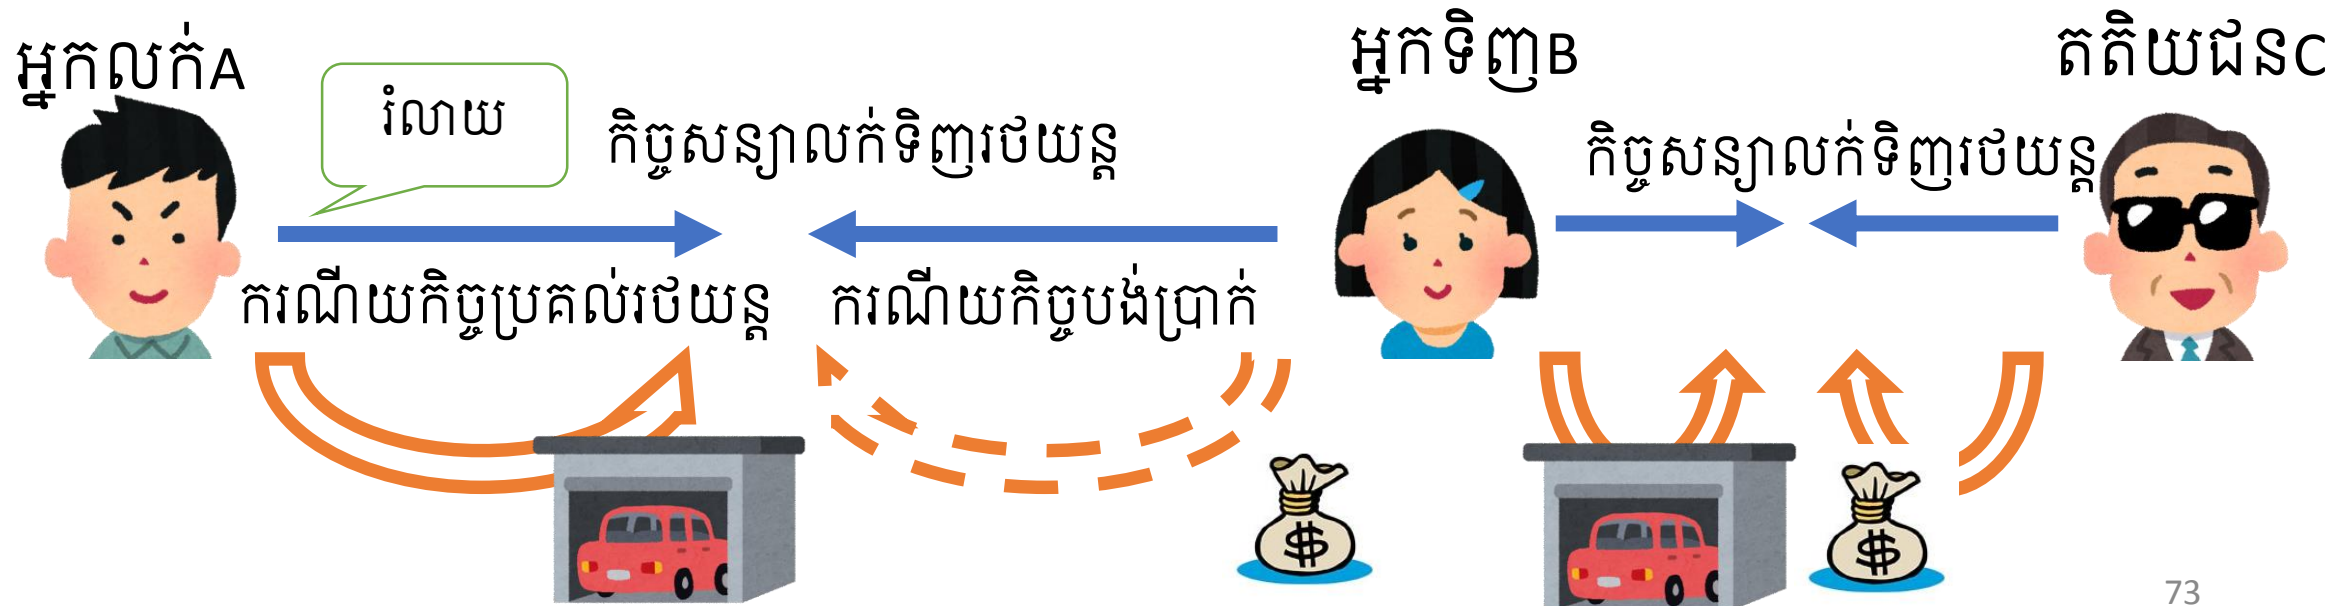 អ្នកលក់A
អ្នកទិញB
តតិយជនC
រំលាយ
កិច្ចសន្យាលក់ទិញរថយន្ត
កិច្ចសន្យាលក់ទិញរថយន្ត
ករណីយកិច្ចប្រគល់រថយន្ត
ករណីយកិច្ចបង់ប្រាក់
$
$
73